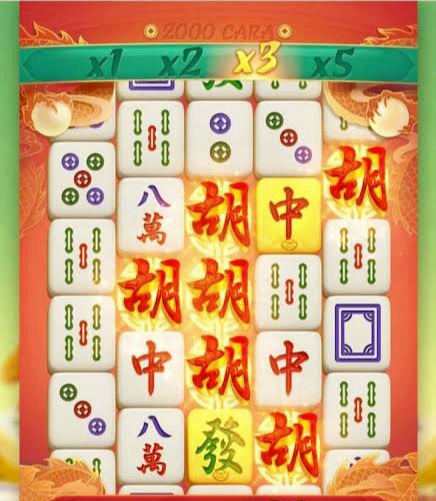 2000 CARA
x1 x2 x3 x5
胡
八萬 胡 中
胡 胡
中 胡 中
八萬 發 胡